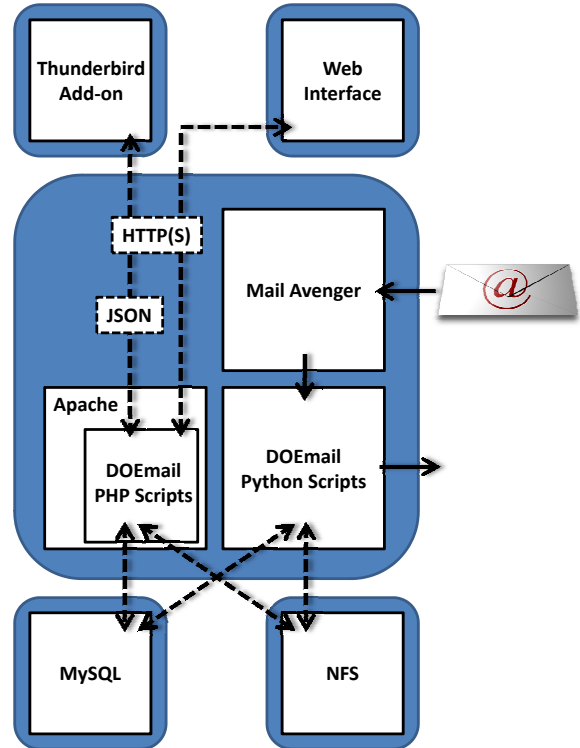 Thunderbird
Add-on
Web
Interface
HTTP(S)
JSON
Mail Avenger
@
Apache
DOEmail
PHP Scripts
DOEmail
Python Scripts
MySQL
NFS